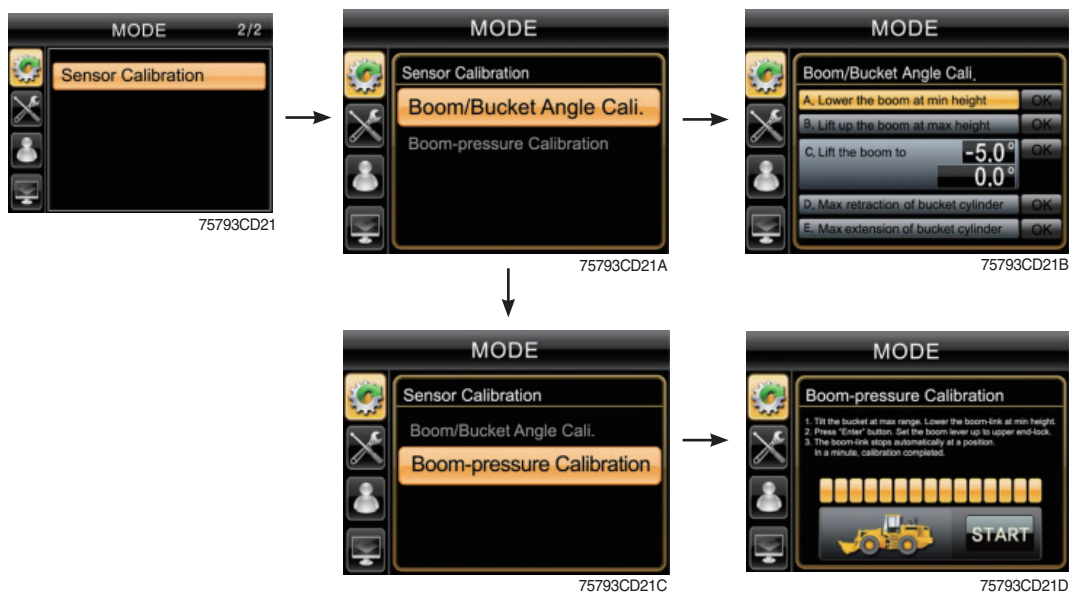 MODE 2/2
Sensor Calibration
75793CD21
MODE
Sensor Calibration
Boom/Bucket Angle Cali.
Boom-pressure Calibration
75793CD21A
MODE
Boom/Bucket Angle Cali.
A. Lower the boom at min height OK
B. Lift up the boom at max height OK
C. Lift the boom to -5.0° OK
0.0°
D. Max retraction of bucket cylinder OK
E. Max extension of bucket cylinder OK
75793CD21B
MODE
Sensor Calibration
Boom/Bucket Angle Cali.
Boom-pressure Calibration
75793CD21C
MODE
Boom-pressure Calibration
1. Tilt the bucket at max range. Lower the boom-link at min height.
2. Press "Enter" button. Set the boom lever up to upper end-lock.
3. The boom-link stops automatically at a position.
In a minute, calibration completed.
START
75793CD21D